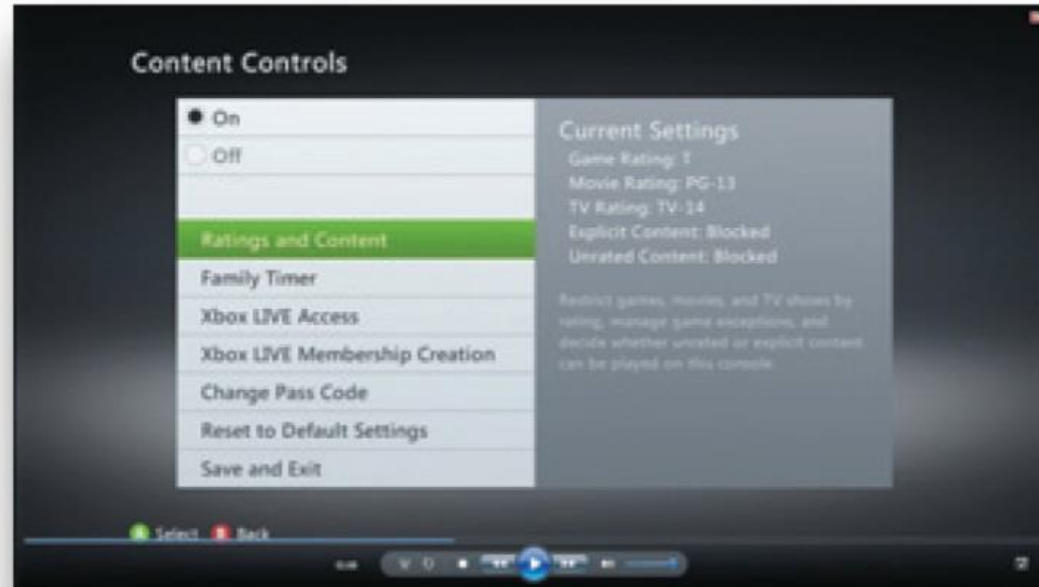 Content Controls
On
Off
Ratings and Content
Family Timer
Xbox LIVE Access
Xbox LIVE Membership Creation
Change Pass Code
Reset to Default Settings
Save and Exit
Current Settings
Game Rating: T
Movie Rating: PG-13
TV Rating: TV-14
Explicit Content: Blocked
Unrated Content: Blocked
Restrict games, movies, and TV shows by
rating, manage game exceptions, and
decide whether unrated or explicit content
can be played on this console.
A Select B Back